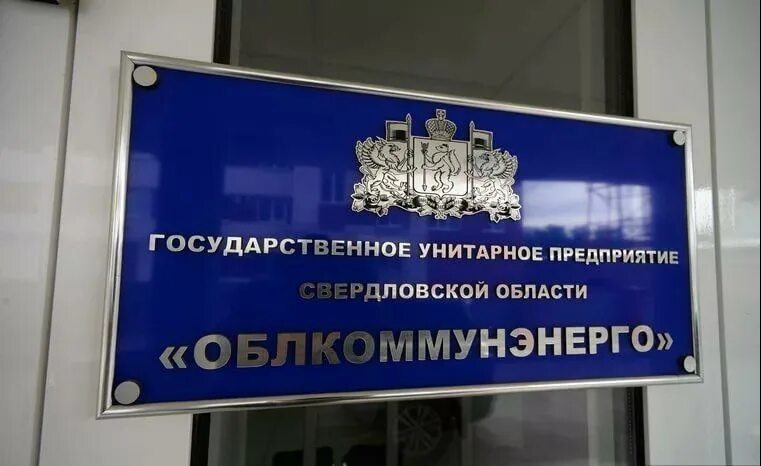 ГОСУДАРСТВЕННОЕ УНИТАРНОЕ ПРЕДПРИЯТИЕ
СВЕРДЛОВСКОЙ ОБЛАСТИ
«ОБЛКОММУНЭНЕРГО»